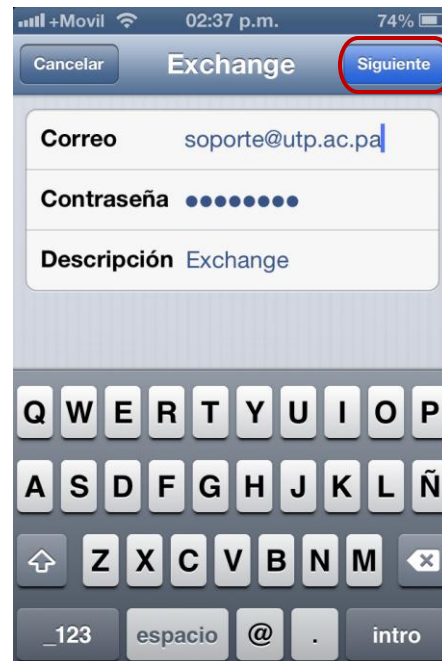 +Movil 02:37 p.m. 74%
Cancelar Exchange Siguiente
Correo soporte@utp.ac.pa
Contraseña ●●●●●●●●
Descripción Exchange
Q W E R T Y U I O P
A S D F G H J K L Ñ
Z X C V B N M
_123 espacio @ . intro